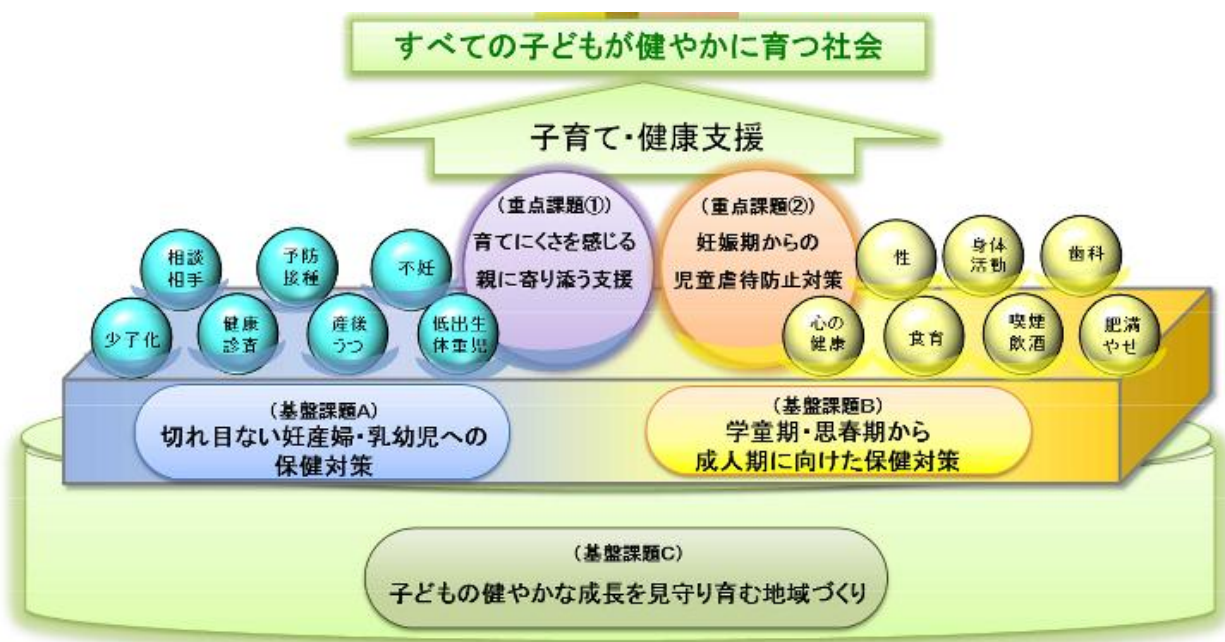 すべての子どもが健やかに育つ社会
子育て・健康支援
(重点課題①)
育てにくさを感じる
親に寄り添う支援
(重点課題②)
妊娠期からの
児童虐待防止対策
相談
相手
予防
接種
不妊
少子化
健康
診査
産後
うつ
低出生
体重児
性
身体
活動
歯科
心の
健康
食育
喫煙
飲酒
肥満
やせ
(基盤課題A)
切れ目ない妊産婦・乳幼児への
保健対策
(基盤課題B)
学童期・思春期から
成人期に向けた保健対策
(基盤課題C)
子どもの健やかな成長を見守り育む地域づくり